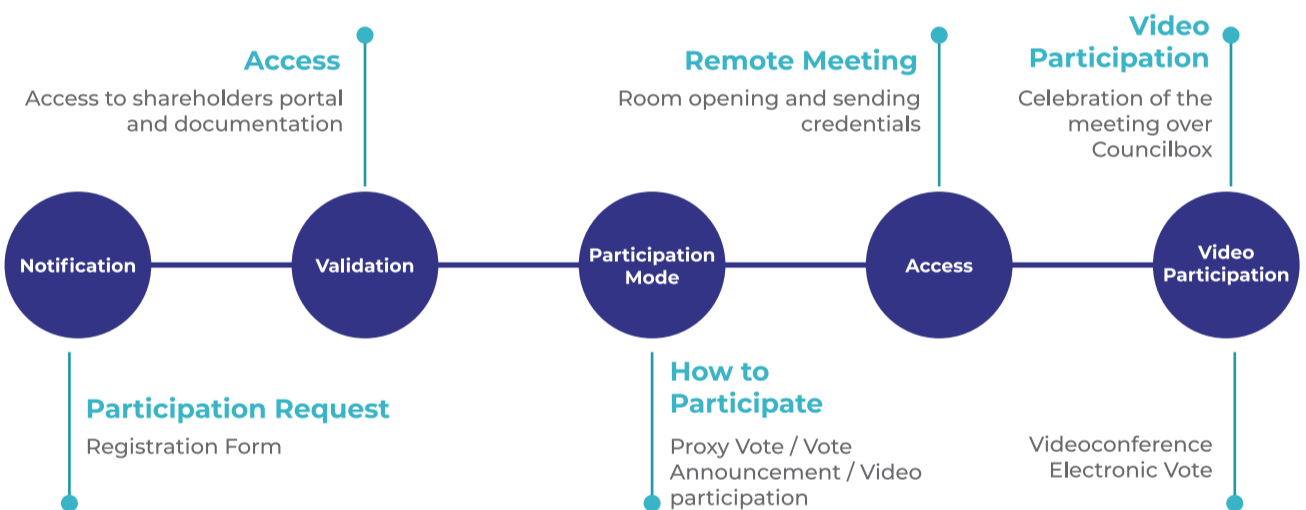 Access
Access to shareholders portal
and documentation
Remote Meeting
Room opening and sending
credentials
Video
Participation
Celebration of the
meeting over
Councilbox
Notification
Validation
Participation
Mode
Access
Video
Participation
Participation Request
Registration Form
How to
Participate
Proxy Vote / Vote
Announcement / Video
participation
Videoconference
Electronic Vote